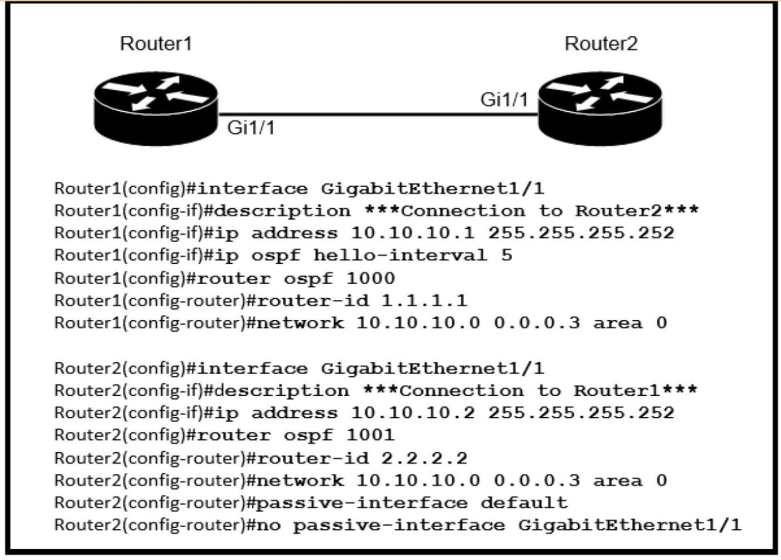 Router1
Router2
Gi1/1
Gi1/1
Router1(config)#interface GigabitEthernet1/1
Router1(config-if)#description ***Connection to Router2***
Router1(config-if)#ip address 10.10.10.1 255.255.255.252
Router1(config-if)#ip ospf hello-interval 5
Router1(config)#router ospf 1000
Router1(config-router)#router-id 1.1.1.1
Router1(config-router)#network 10.10.10.0 0.0.0.3 area 0
Router2(config)#interface GigabitEthernet1/1
Router2(config-if)#description ***Connection to Router1***
Router2(config-if)#ip address 10.10.10.2 255.255.255.252
Router2(config)#router ospf 1001
Router2(config-router)#router-id 2.2.2.2
Router2(config-router)#network 10.10.10.0 0.0.0.3 area 0
Router2(config-router)#passive-interface default
Router2(config-router)#no passive-interface GigabitEthernet1/1